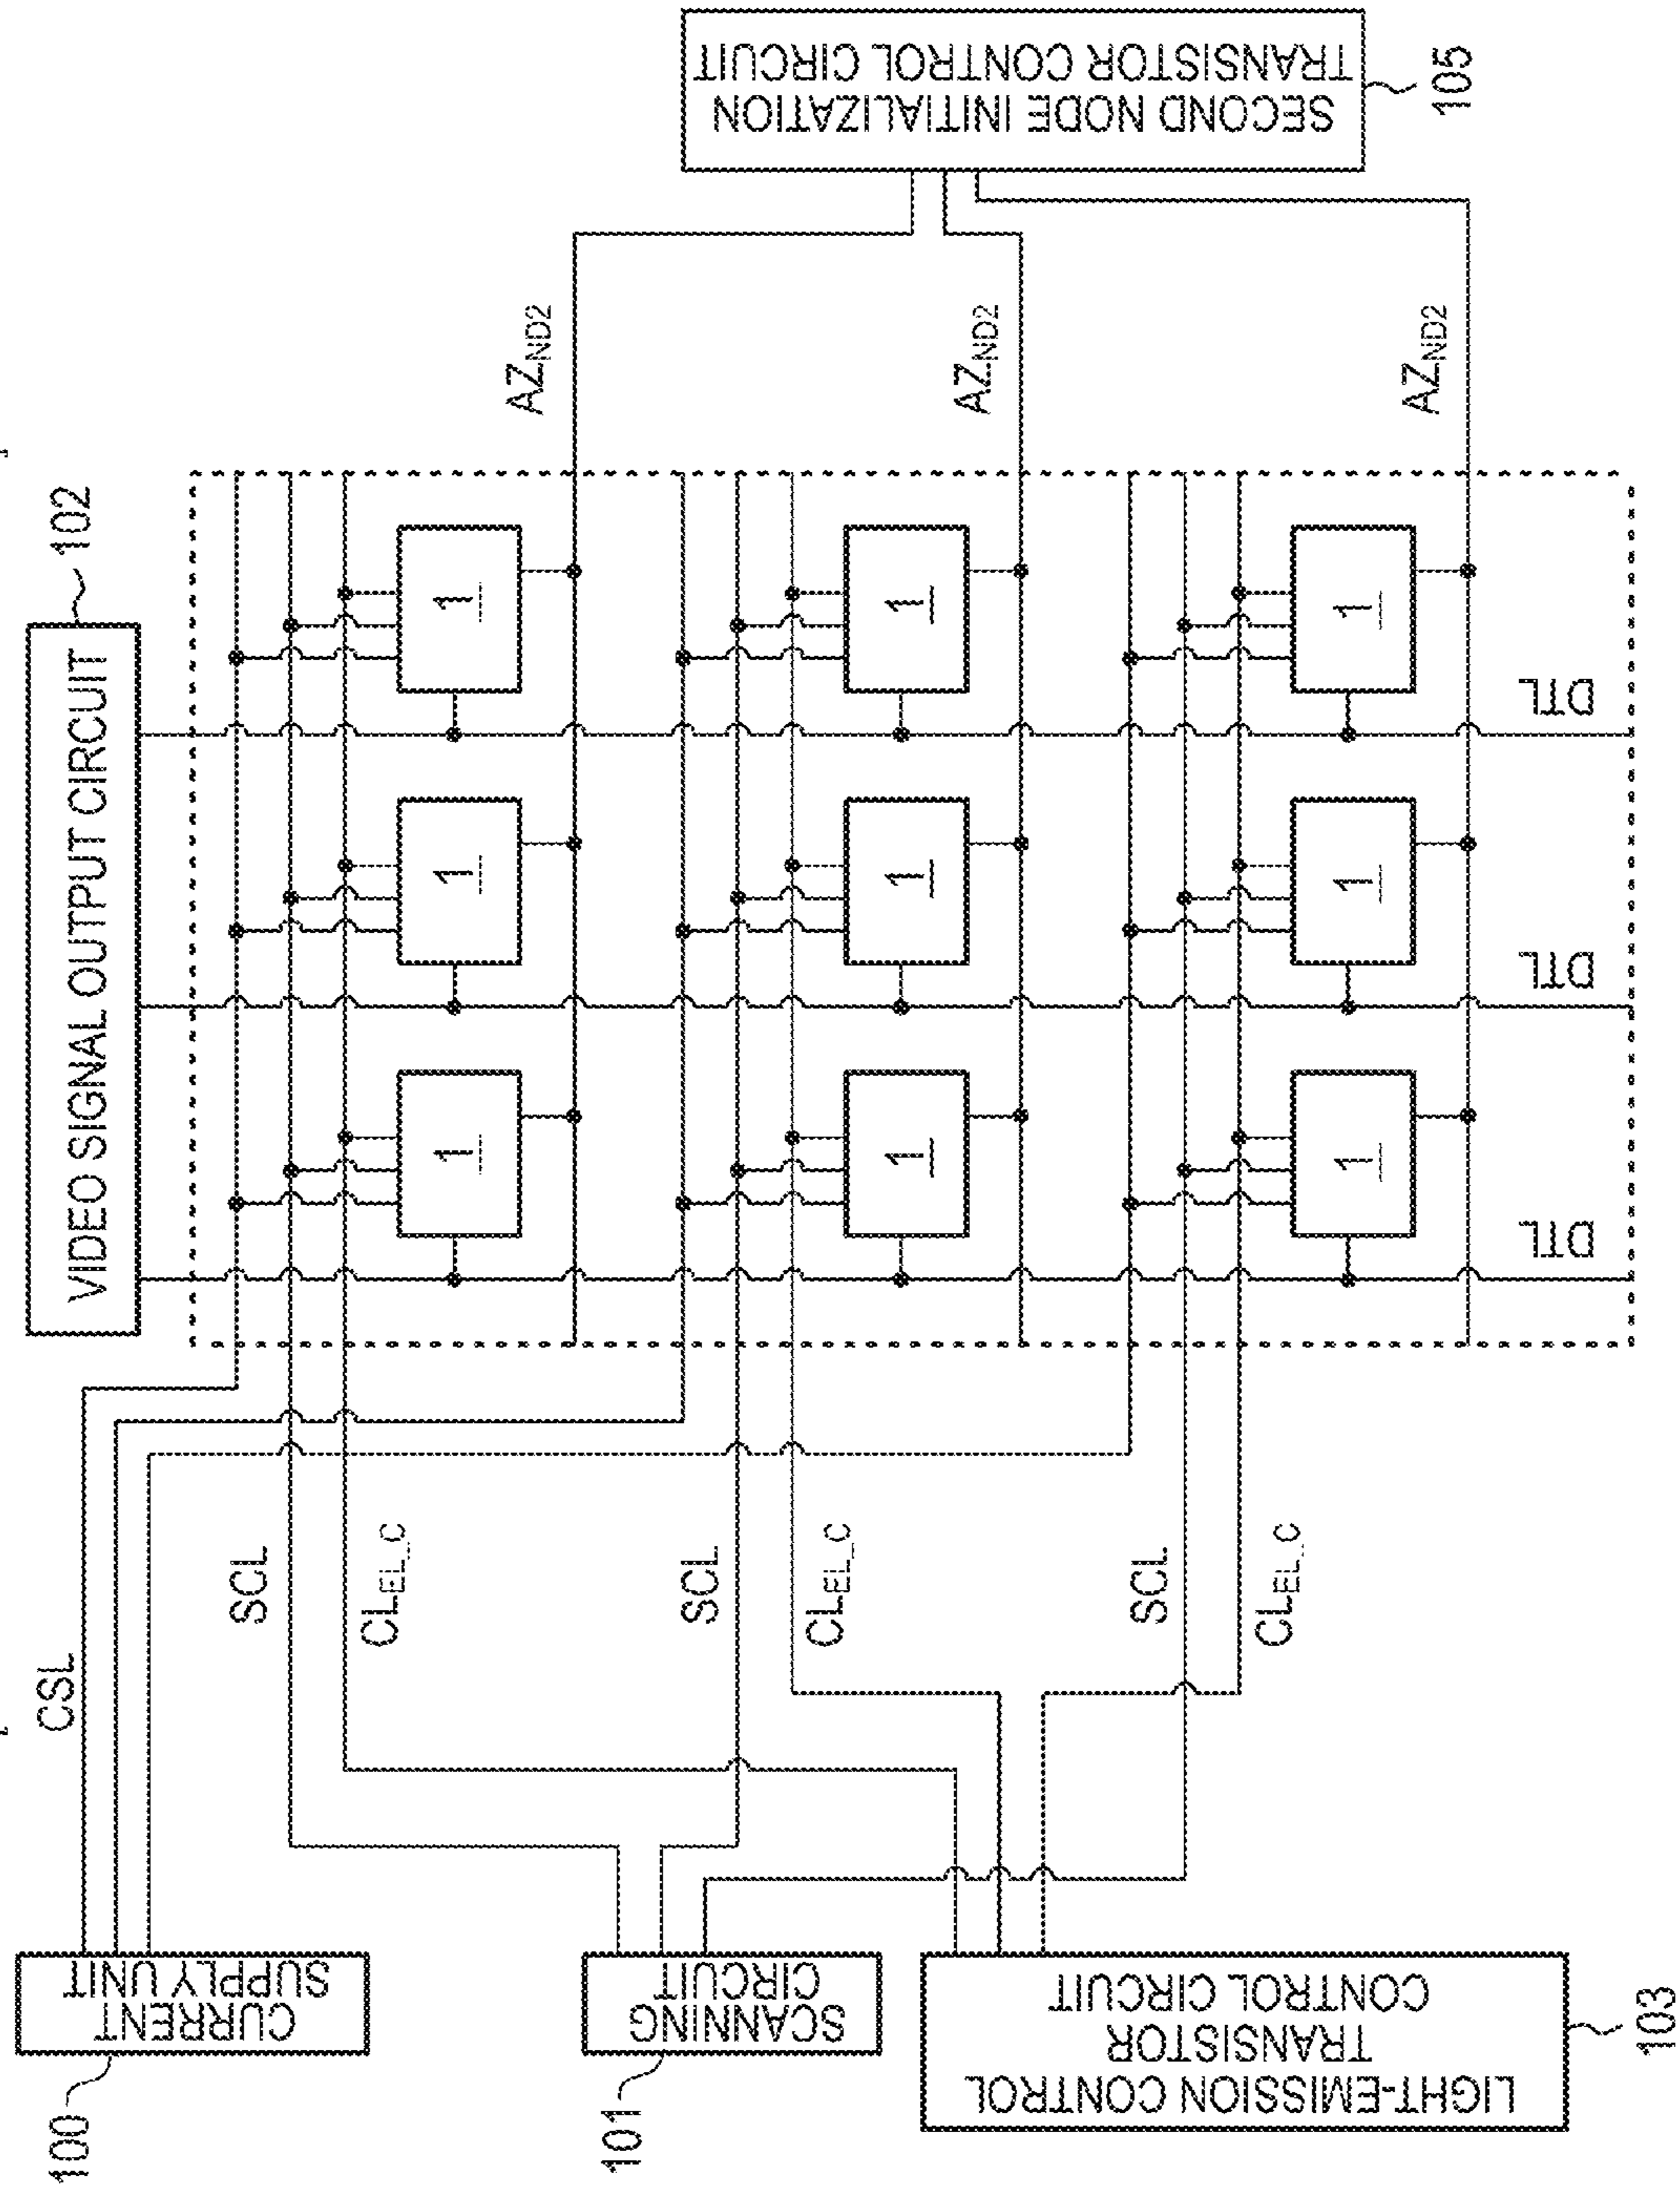 VIDEO SIGNAL OUTPUT CIRCUIT
102
SECOND NODE INITIALIZATION
TRANSISTOR CONTROL CIRCUIT
105
AZND2
AZND2
AZND2
1
1
1
1
1
1
1
1
1
DTL
DTL
DTL
CSL
SCL
CLEL_C
SCL
CLEL_C
SCL
CLEL_C
CURRENT
SUPPLY UNIT
100
SCANNING
CIRCUIT
101
LIGHT-EMISSION CONTROL
TRANSISTOR
CONTROL CIRCUIT
103